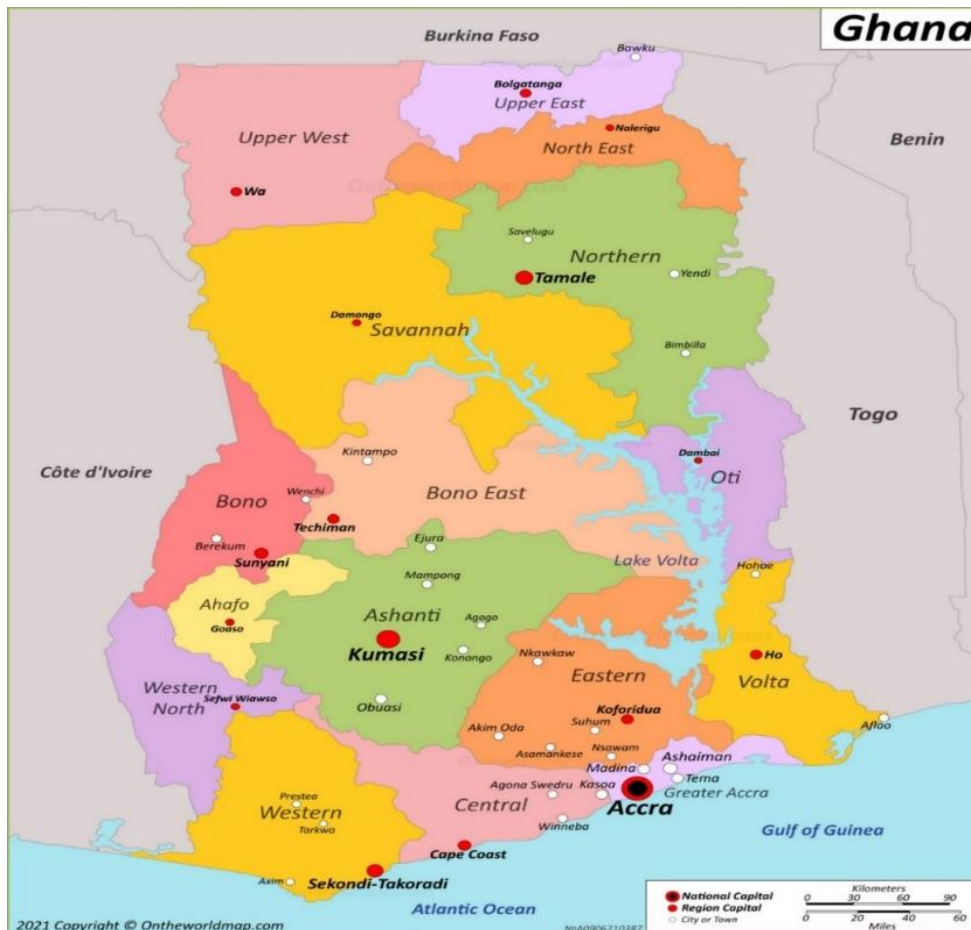 Ghana
Burkina Faso
Bawku
Bolgatanga
Upper East
Upper West
Nalerigu
North East
Benin
Ontheworldmap.com
Wa
Savelugu
Northern
Tamale
Yendi
Damongo
Savannah
Bimbilla
Togo
Côte d'Ivoire
Kintampo
Dambai
Oti
Bono
Wenchi
Bono East
Techiman
Berekum
Sunyani
Ejura
Lake Volta
Hohoe
Mampong
Ahafo
Goaso
Ashanti
Agogo
Kumasi
Konongo
Nkawkaw
Ho
Eastern
Volta
Western
North
Sefwi Wiawso
Obuasi
Koforidua
Suhum
Akim Oda
Aflao
Asamankese
Nsawam
Ashaiman
Madina
Tema
Agona Swedru
Kasoa
Greater Accra
Prestea
Western
Central
Accra
Tarkwa
Winneba
Gulf of Guinea
Cape Coast
Axim
Sekondi-Takoradi
Atlantic Ocean
National Capital
Region Capital
City or Town
Kilometers
0 30 60 90
0 20 40 60
Miles
2021 Copyright © Ontheworldmap.com